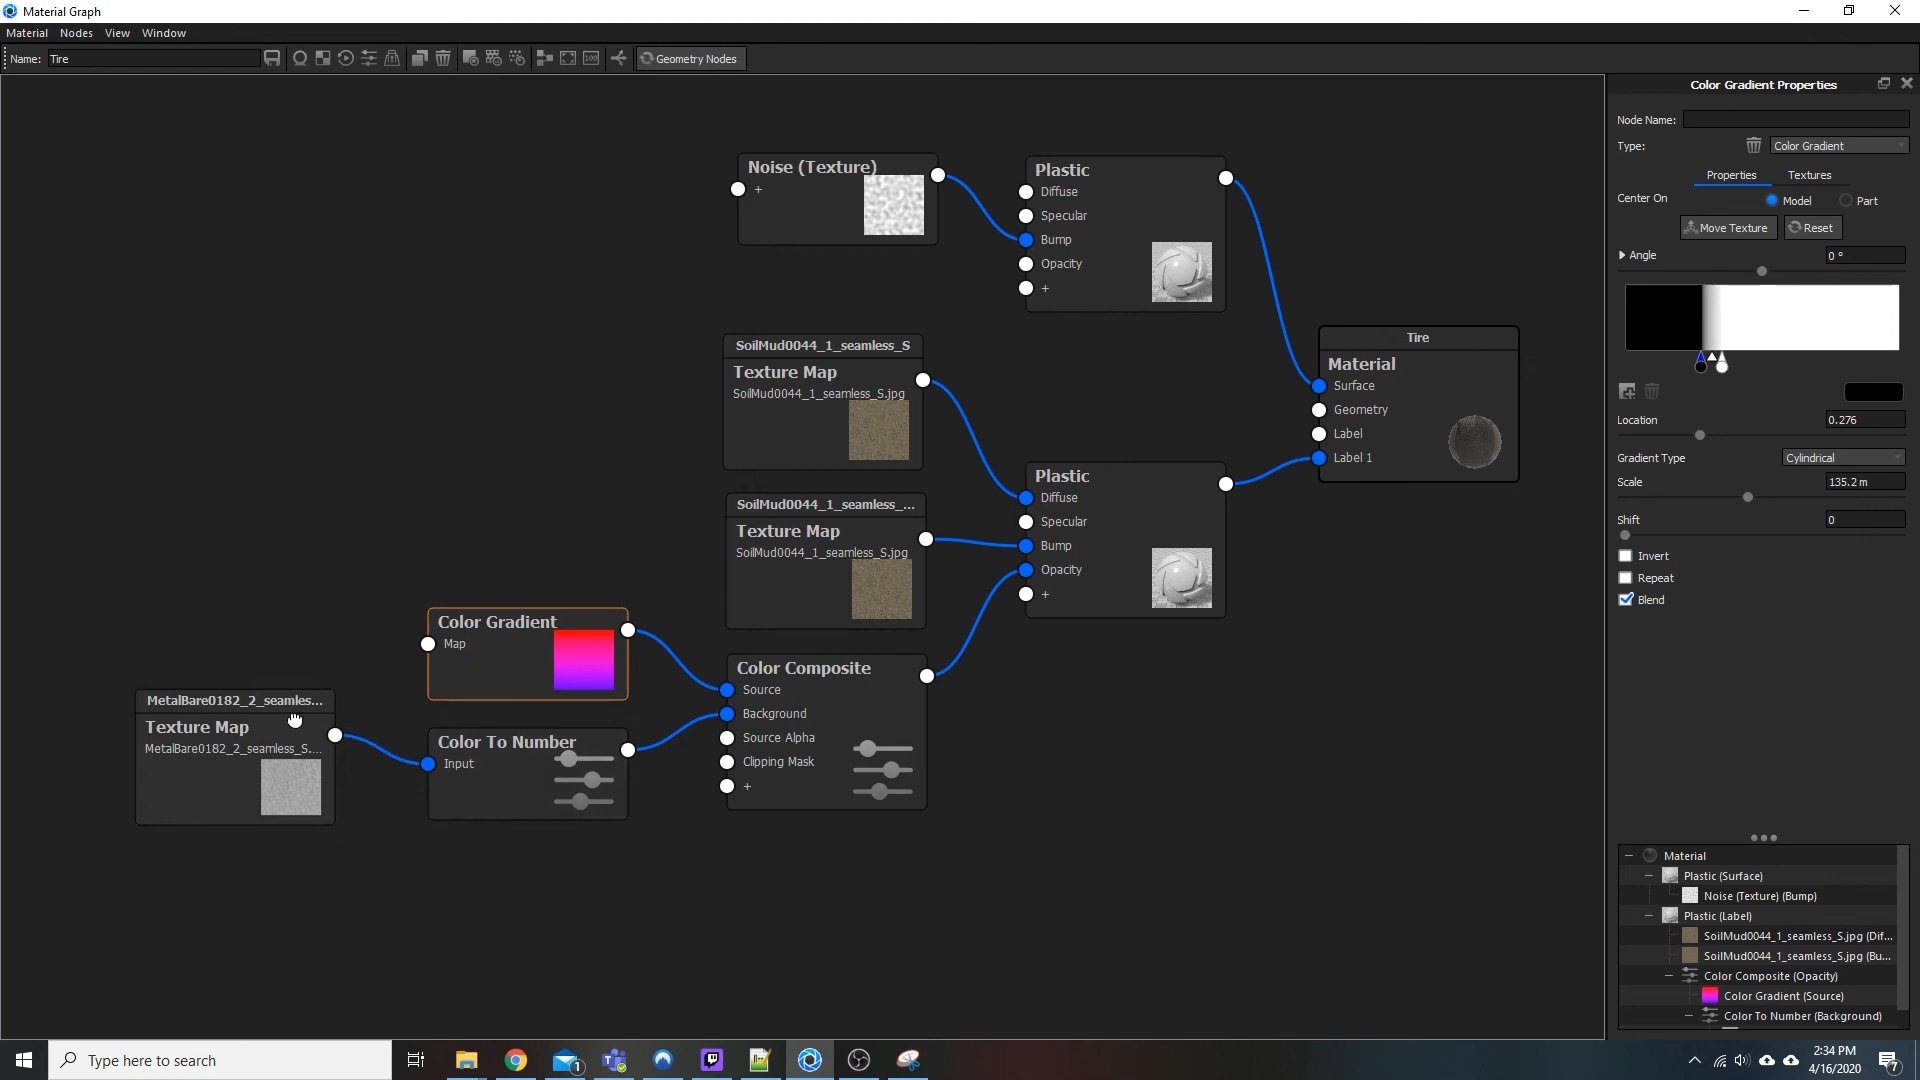 Material Graph
Material Nodes View Window
Name: Tire
100
Geometry Nodes
Noise (Texture)
+
Plastic
Diffuse
Specular
Bump
Opacity
+
SoilMud0044_1_seamless_S
Texture Map
SoilMud0044_1_seamless_S.jpg
SoilMud0044_1_seamless_...
Texture Map
SoilMud0044_1_seamless_S.jpg
Plastic
Diffuse
Specular
Bump
Opacity
+
Tire
Material
Surface
Geometry
Label
Label 1
Color Gradient
Map
MetalBare0182_2_seamles...
Texture Map
MetalBare0182_2_seamless_S....
Color To Number
Input
Color Composite
Source
Background
Source Alpha
Clipping Mask
+
Color Gradient Properties
Node Name:
Type: Color Gradient
Properties Textures
Center On Model Part
Move Texture Reset
Angle 0 °
Location 0.276
Gradient Type Cylindrical
Scale 135.2 m
Shift 0
Invert
Repeat
Blend
Material
Plastic (Surface)
Noise (Texture) (Bump)
Plastic (Label)
SoilMud0044_1_seamless_S.jpg (Dif...
SoilMud0044_1_seamless_S.jpg (Bu...
Color Composite (Opacity)
Color Gradient (Source)
Color To Number (Background)
Type here to search
1
2:34 PM
4/16/2020
7